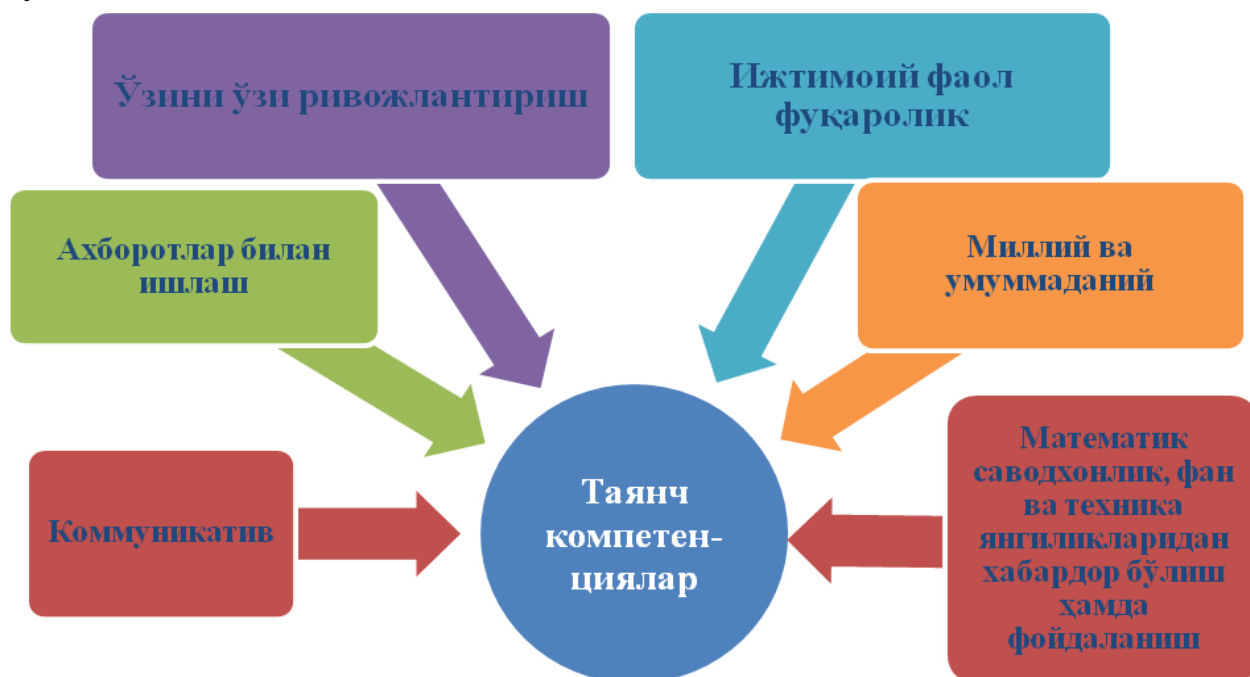 Ўзини ўзи ривожлантириш
Ижтимоий фаол
фуқаролик
Ахборотлар билан
ишлаш
Миллий ва
умуммаданий
Коммуникатив
Таянч
компетен-
циялар
Математик
саводхонлик, фан
ва техника
янгиликларидан
хабардор бўлиш
ҳамда
фойдаланиш